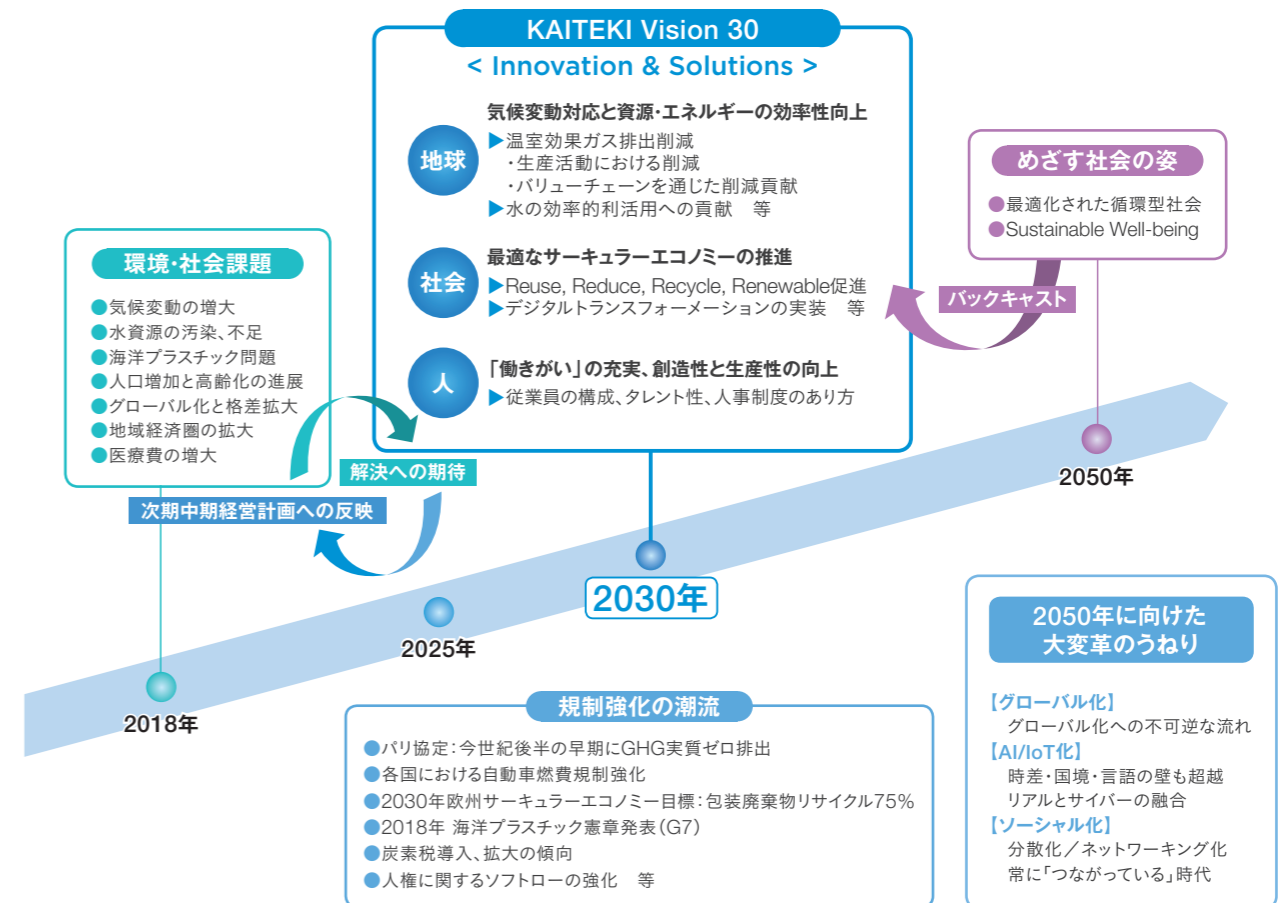 KAITEKI Vision 30
< Innovation & Solutions >
地球
気候変動対応と資源・エネルギーの効率性向上
▶温室効果ガス排出削減
・生産活動における削減
・バリューチェーンを通じた削減貢献
▶水の効率的利活用への貢献 等
社会
最適なサーキュラーエコノミーの推進
▶Reuse, Reduce, Recycle, Renewable促進
▶デジタルトランスフォーメーションの実装 等
人
「働きがい」の充実、創造性と生産性の向上
▶従業員の構成、タレント性、人事制度のあり方
めざす社会の姿
●最適化された循環型社会
●Sustainable Well-being
バックキャスト
環境・社会課題
●気候変動の増大
●水資源の汚染、不足
●海洋プラスチック問題
●人口増加と高齢化の進展
●グローバル化と格差拡大
●地域経済圏の拡大
●医療費の増大
解決への期待
次期中期経営計画への反映
2018年
2025年
2030年
2050年
規制強化の潮流
●パリ協定：今世紀後半の早期にGHG実質ゼロ排出
●各国における自動車燃費規制強化
●2030年欧州サーキュラーエコノミー目標：包装廃棄物リサイクル75%
●2018年 海洋プラスチック憲章発表（G7）
●炭素税導入、拡大の傾向
●人権に関するソフトローの強化 等
2050年に向けた
大変革のうねり
【グローバル化】
グローバル化への不可逆な流れ
【AI/IoT化】
時差・国境・言語の壁も超越
リアルとサイバーの融合
【ソーシャル化】
分散化／ネットワーキング化
常に「つながっている」時代